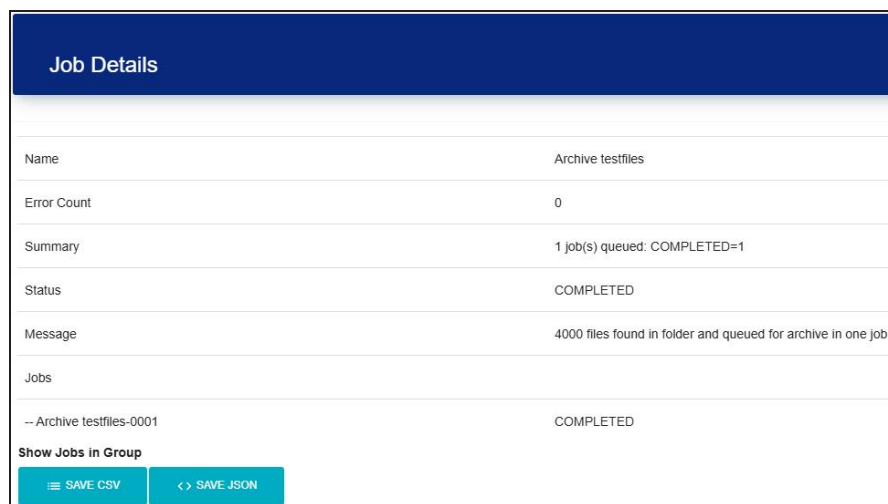 Job Details
Name Archive testfiles
Error Count 0
Summary 1 job(s) queued: COMPLETED=1
Status COMPLETED
Message 4000 files found in folder and queued for archive in one job
Jobs
-- Archive testfiles-0001 COMPLETED
Show Jobs in Group
SAVE CSV <> SAVE JSON